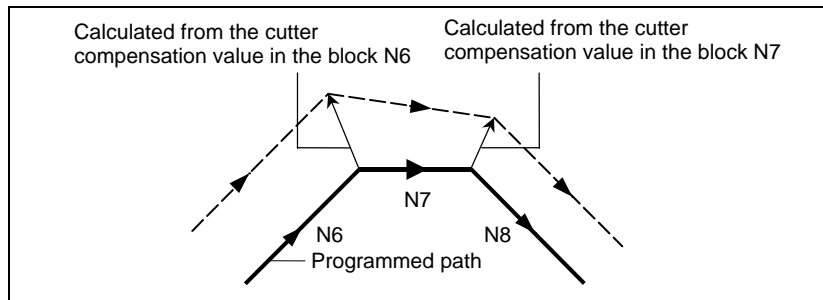 Calculated from the cutter
compensation value in the block N6
Calculated from the cutter
compensation value in the block N7
N7
N6
N8
Programmed path